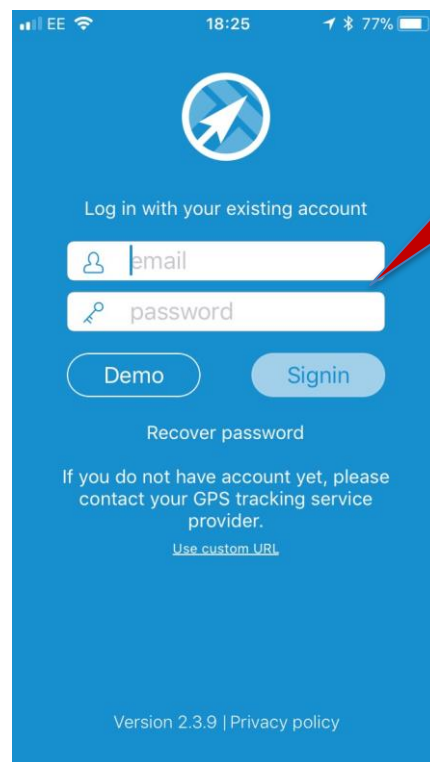 EE 18:25 77%
Log in with your existing account
email
password
Demo Signin
Recover password
If you do not have account yet, please
contact your GPS tracking service
provider.
Use custom URL
Version 2.3.9 | Privacy policy